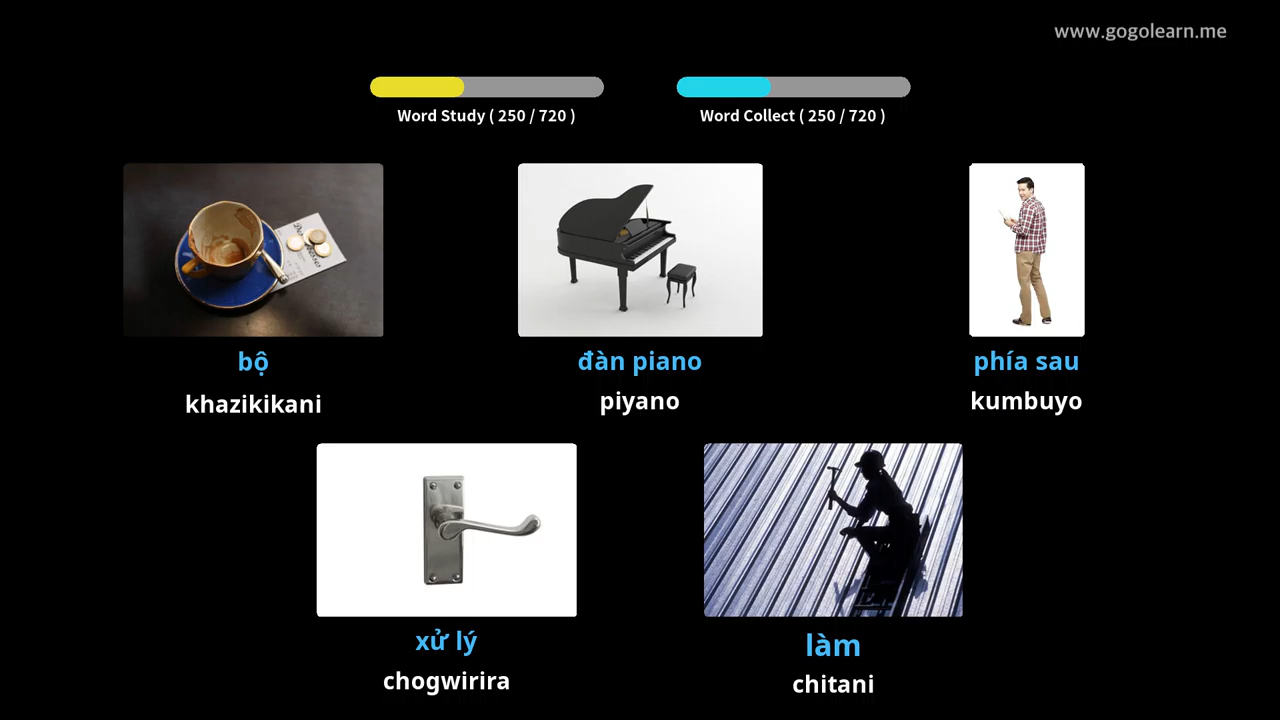 www.gogolearn.me
Word Study ( 250 / 720 )
Word Collect ( 250 / 720 )
bộ
khazikikani
đàn piano
piyano
phía sau
kumbuyo
xử lý
chogwirira
làm
chitani